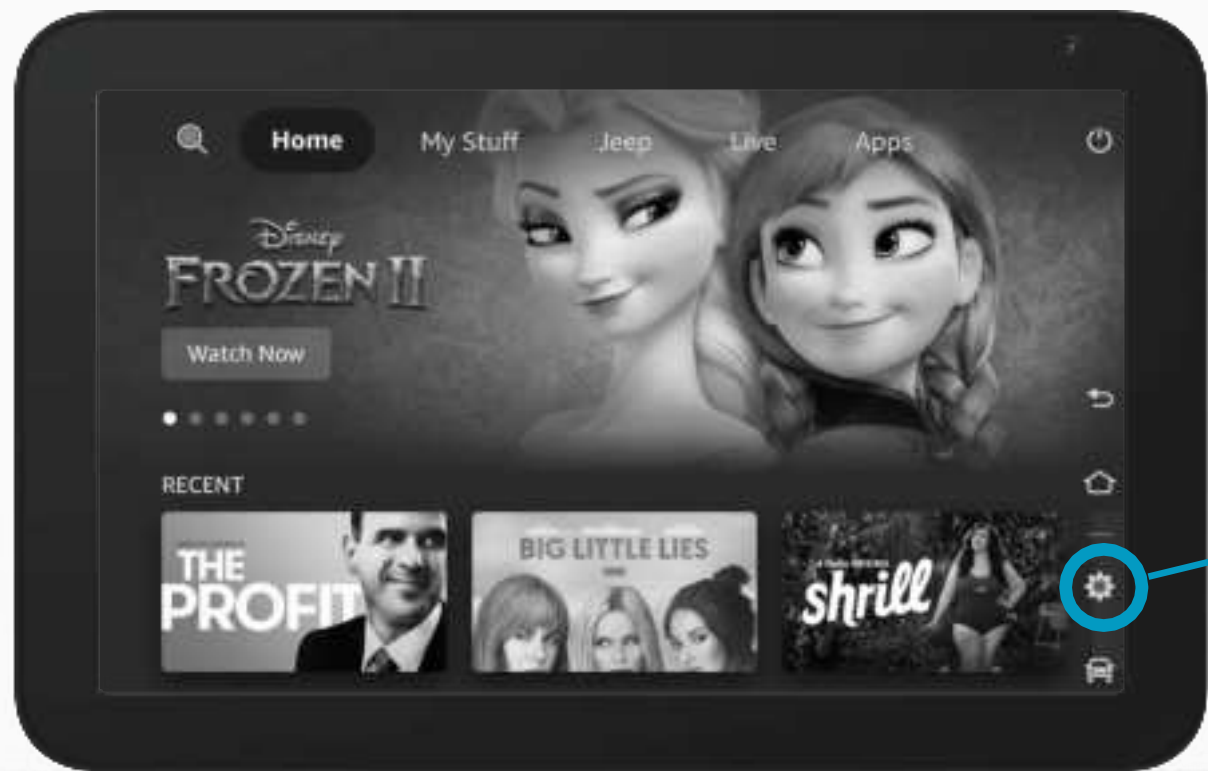 Home My Stuff Jeep Live Apps
Disney
FROZEN II
Watch Now
RECENT
THE
PROFIT
BIG LITTLE LIES
shrill